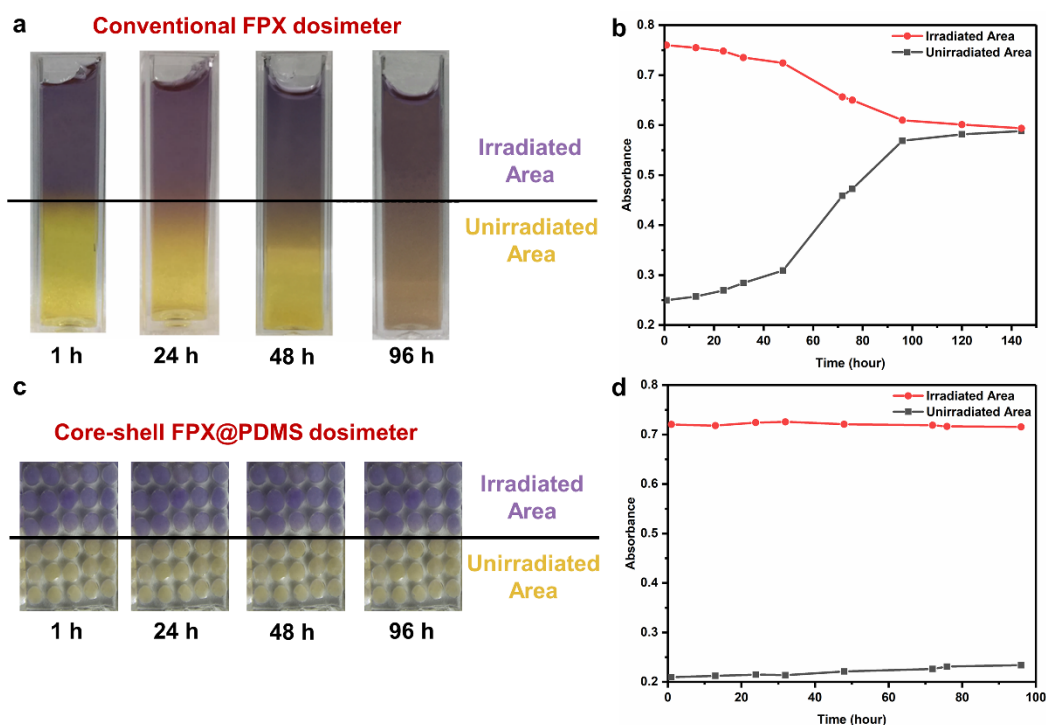 a
Conventional FPX dosimeter
Irradiated
Area
Unirradiated
Area
1 h
24 h
48 h
96 h
b
Irradiated Area
Unirradiated Area
0.8
0.7
0.6
0.5
0.4
0.3
0.2
Absorbance
0
20
40
60
80
100
120
140
Time (hour)
c
Core-shell FPX@PDMS dosimeter
Irradiated
Area
Unirradiated
Area
1 h
24 h
48 h
96 h
d
Irradiated Area
Unirradiated Area
0.8
0.7
0.6
0.5
0.4
0.3
0.2
Absorbance
0
20
40
60
80
100
Time (hour)